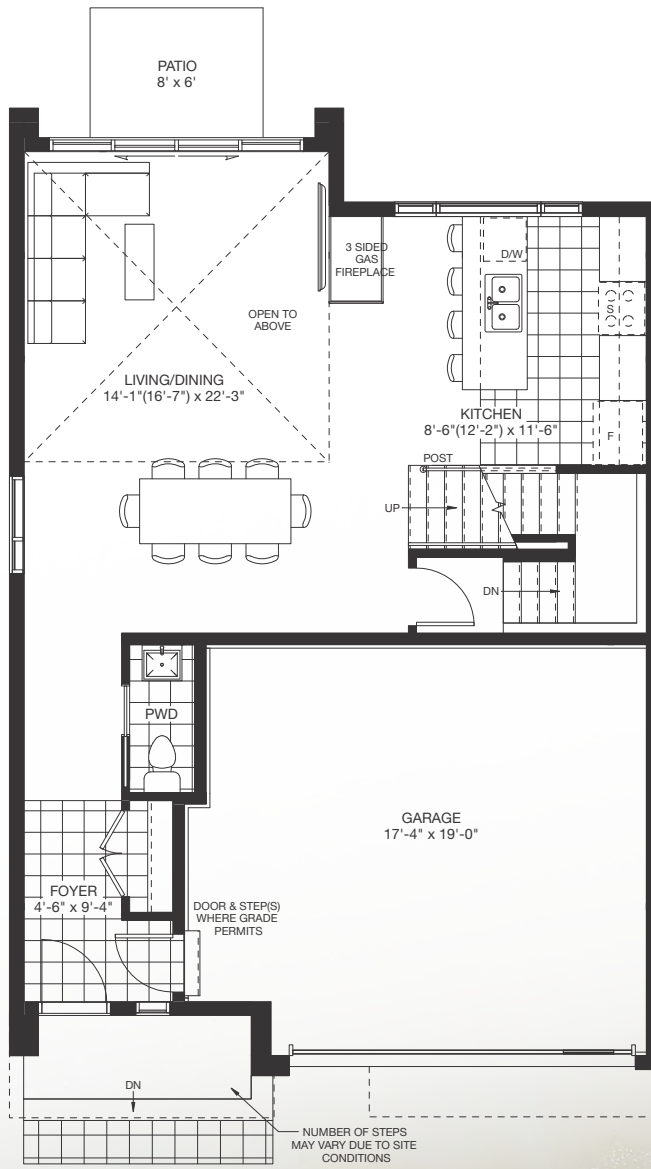 PATIO
8' x 6'
3 SIDED
GAS
FIREPLACE
D/W
S
OPEN TO
ABOVE
LIVING/DINING
14'-1"(16'-7") x 22'-3"
KITCHEN
8'-6"(12'-2") x 11'-6"
F
POST
UP
DN
PWD
GARAGE
17'-4" x 19'-0"
FOYER
4'-6" x 9'-4"
DOOR & STEP(S)
WHERE GRADE
PERMITS
DN
NUMBER OF STEPS
MAY VARY DUE TO SITE
CONDITIONS